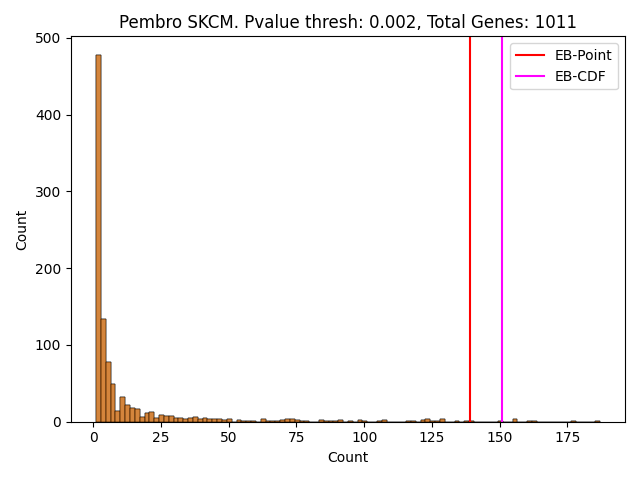 Pembro SKCM. Pvalue thresh: 0.002, Total Genes: 1011
EB-Point
EB-CDF
500
400
300
200
100
0
Count
0 25 50 75 100 125 150 175
Count